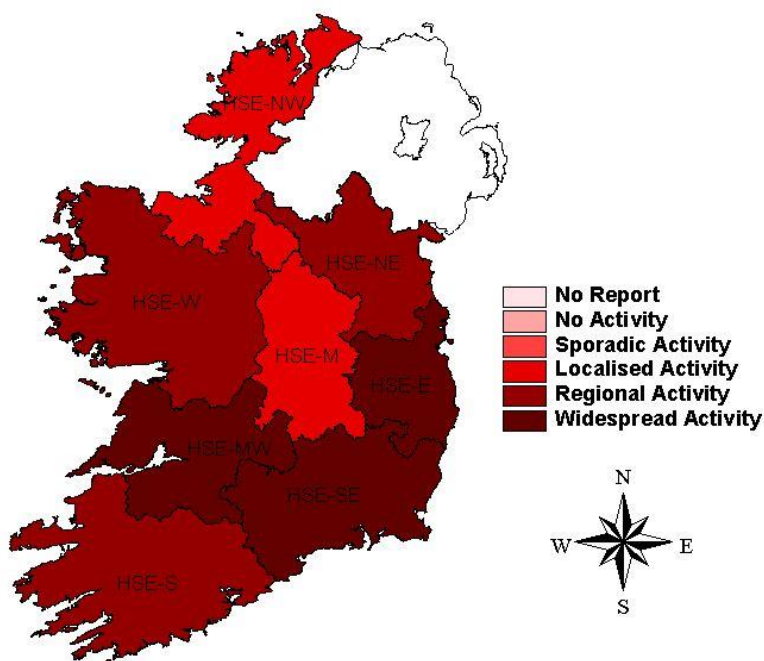 HSE-NW
HSE-NE
HSE-W
HSE-M
HSE-E
HSE-MW
HSE-SE
HSE-S
No Report
No Activity
Sporadic Activity
Localised Activity
Regional Activity
Widespread Activity
N
W E
S